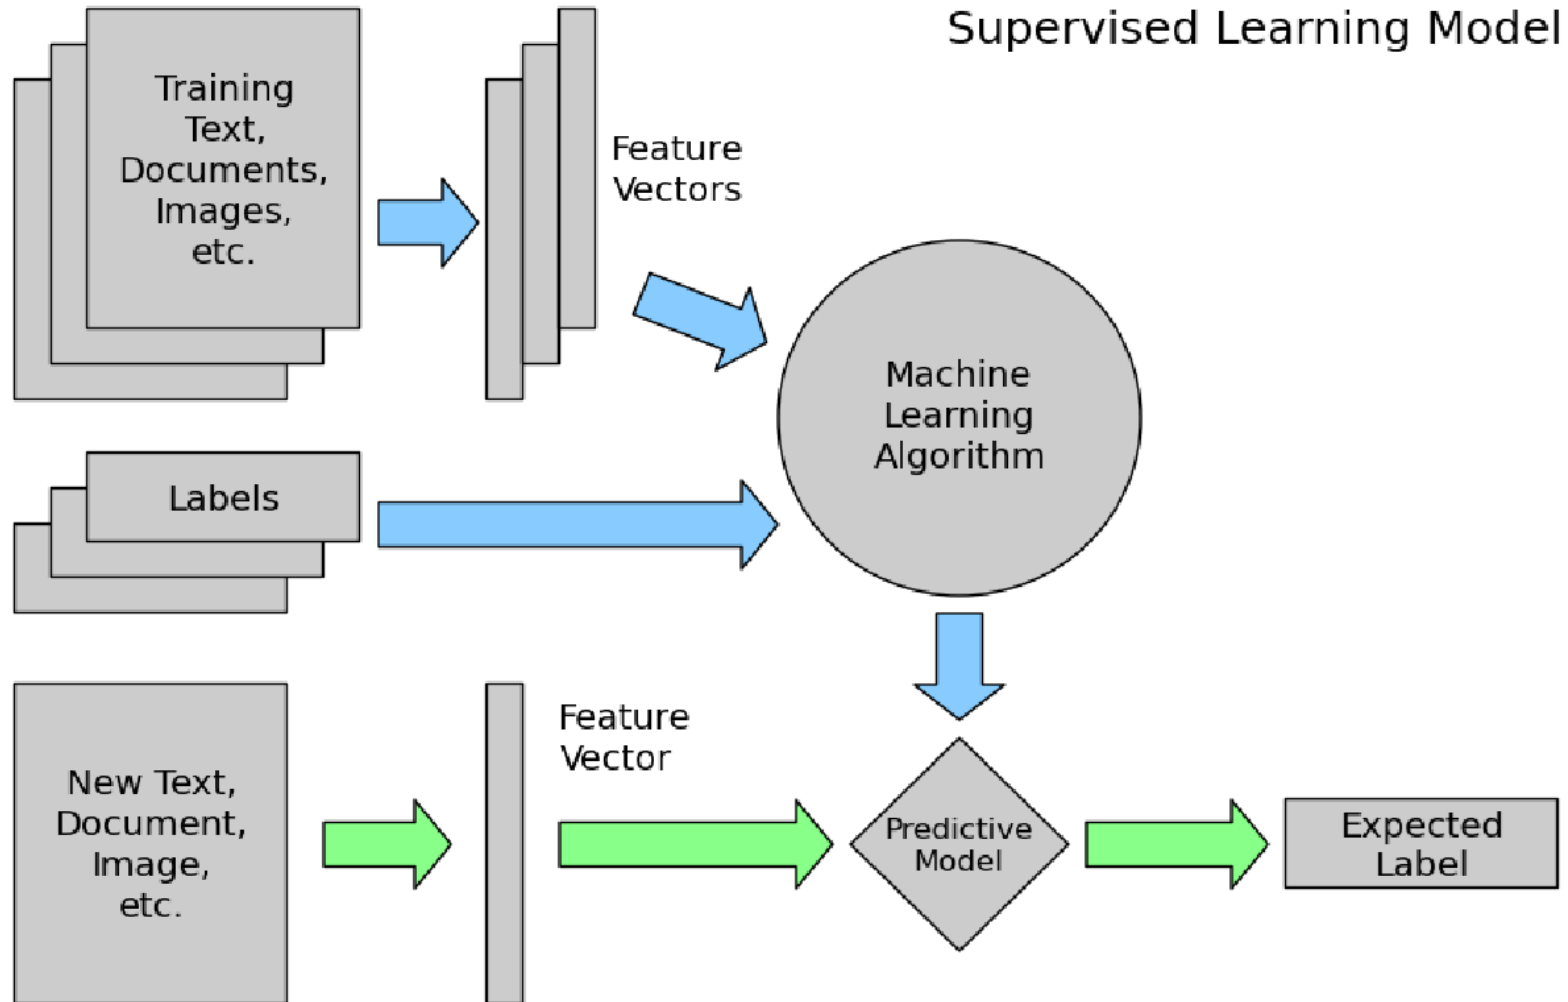 Supervised Learning Model
Training
Text,
Documents,
Images,
etc.
Feature
Vectors
Machine
Learning
Algorithm
Labels
New Text,
Document,
Image,
etc.
Feature
Vector
Predictive
Model
Expected
Label